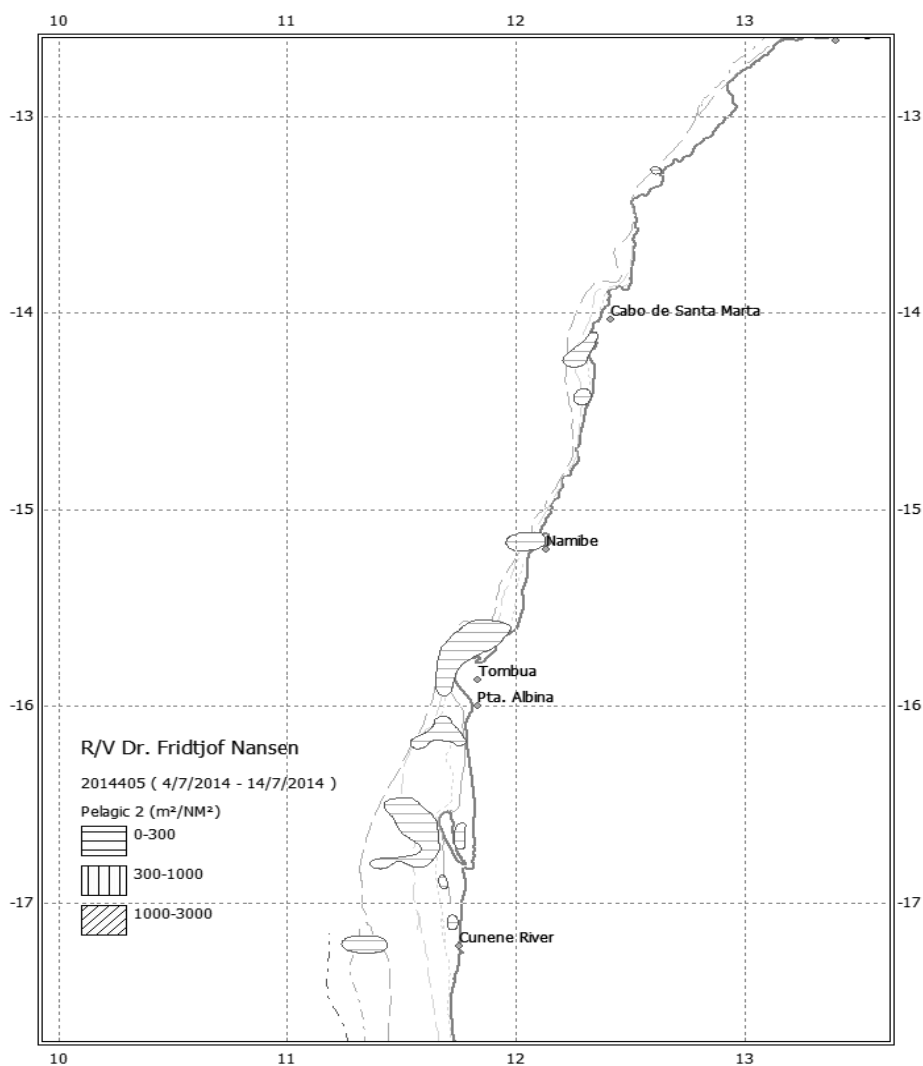 10 11 12 13
-13 -13
-14 -14
Cabo de Santa Marta
-15 -15
Namibe
Tombua
-16 -16
Pta. Albina
R/V Dr. Fridtjof Nansen
2014405 ( 4/7/2014 - 14/7/2014 )
Pelagic 2 (m²/NM²)
0-300
300-1000
-17 -17
1000-3000
Cunene River
10 11 12 13